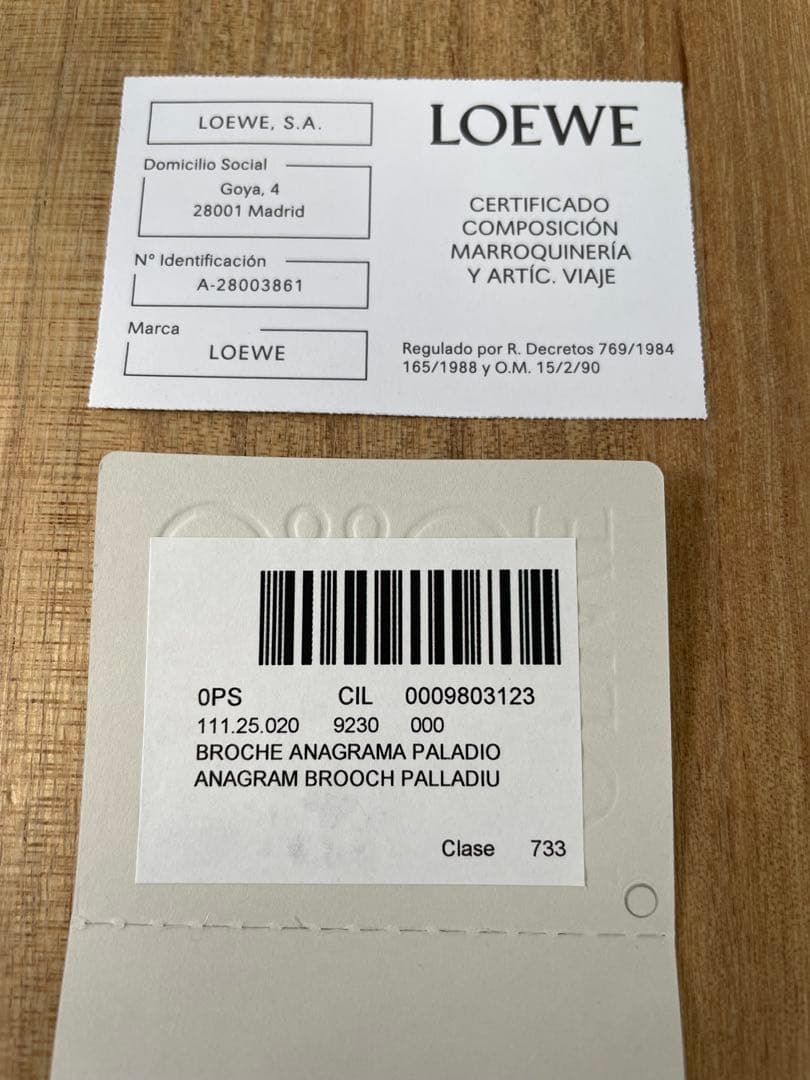 LOEWE, S.A.
Domicilio Social
Goya, 4
28001 Madrid
Nº Identificación
A-28003861
Marca
LOEWE
LOEWE
CERTIFICADO
COMPOSICIÓN
MARROQUINERÍA
Y ARTÍC. VIAJE
Regulado por R. Decretos 769/1984
165/1988 y O.M. 15/2/90
0PS CIL 0009803123
111.25.020 9230 000
BROCHE ANAGRAMA PALADIO
ANAGRAM BROOCH PALLADIU
Clase 733